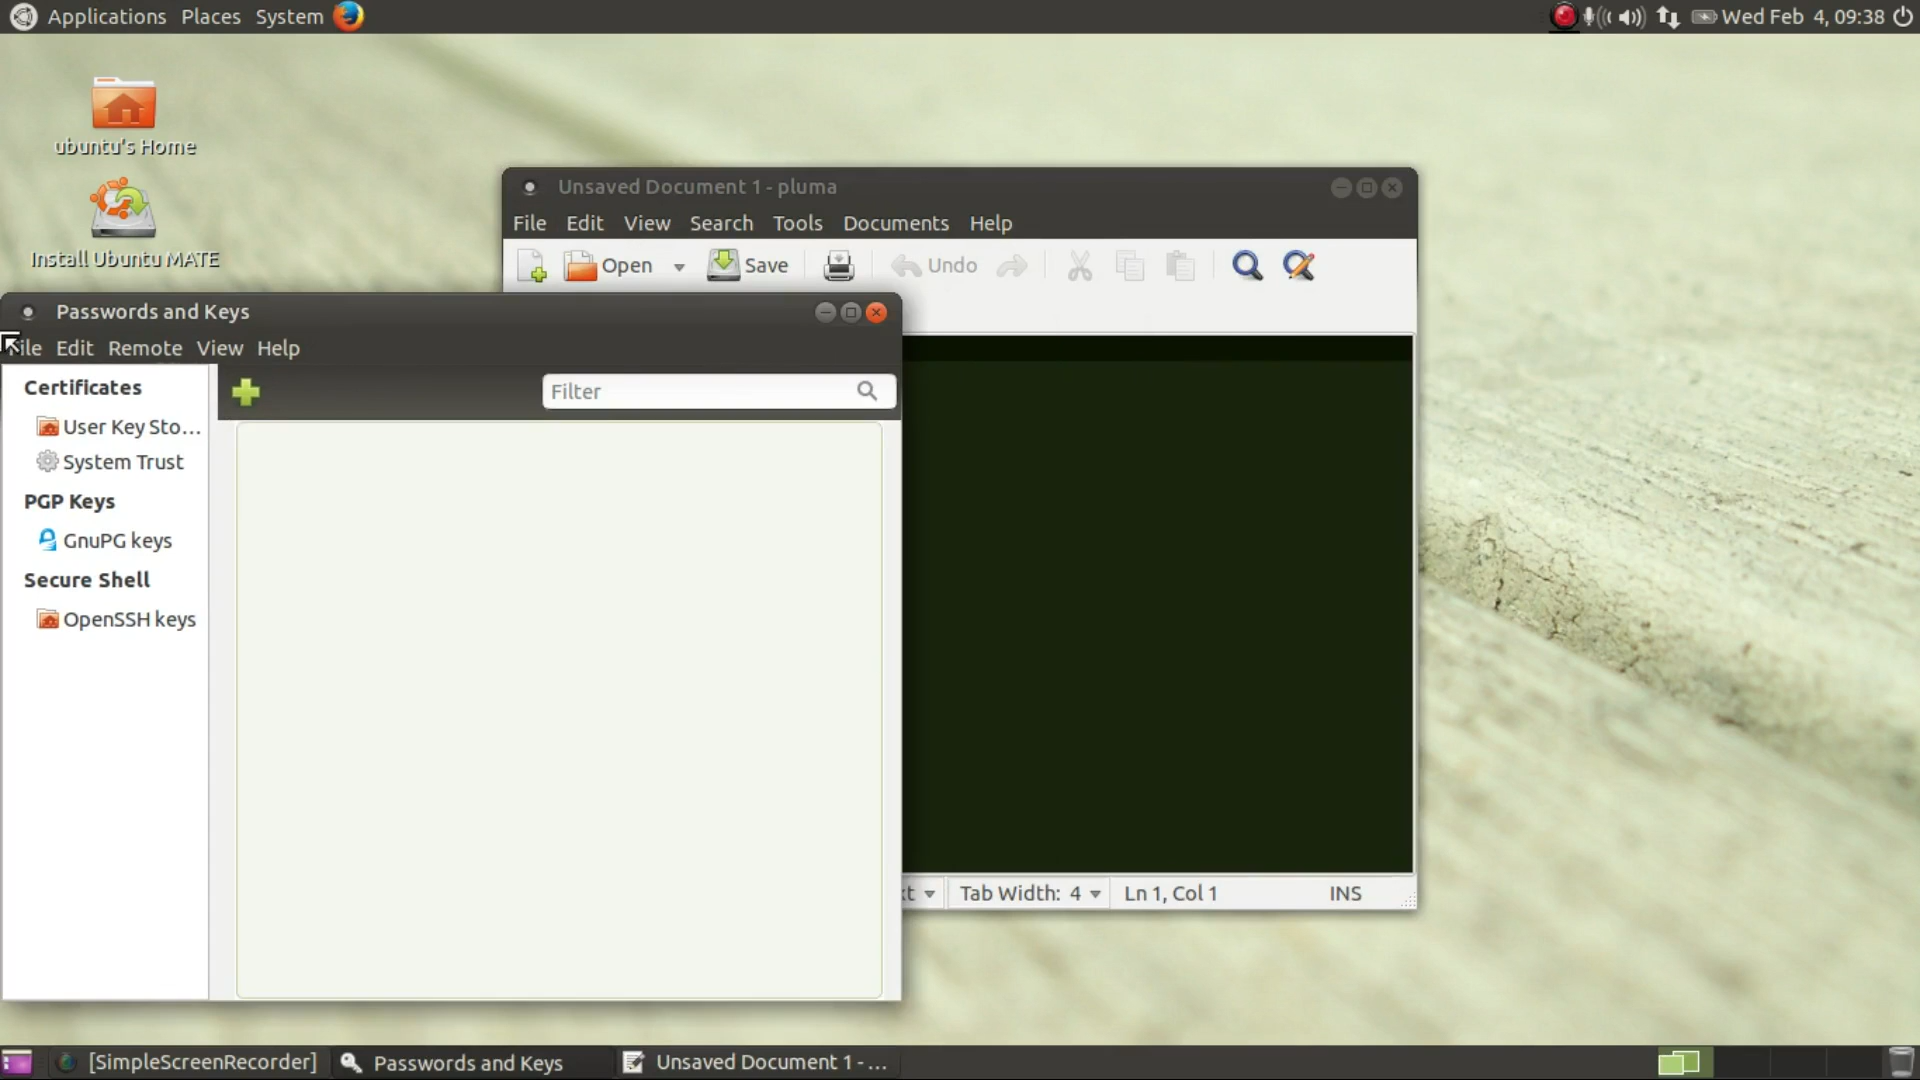 Applications Places System
Wed Feb 4, 09:38
ubuntu's Home
Install Ubuntu MATE
Unsaved Document 1 - pluma
File Edit View Search Tools Documents Help
Open Save Undo
Passwords and Keys
File Edit Remote View Help
Certificates
User Key Sto...
System Trust
PGP Keys
GnuPG keys
Secure Shell
OpenSSH keys
Filter
Tab Width: 4 Ln 1, Col 1 INS
[SimpleScreenRecorder] Passwords and Keys Unsaved Document 1 - ...